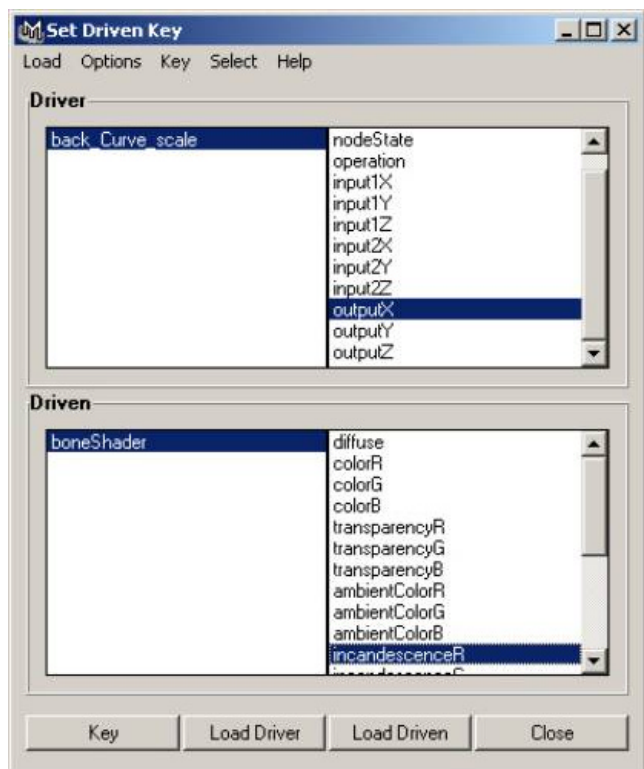 Set Driven Key
Load Options Key Select Help
Driver
back_Curve_scale
nodeState
operation
input1X
input1Y
input1Z
input2X
input2Y
input2Z
outputX
outputY
outputZ
Driven
boneShader
diffuse
colorR
colorG
colorB
transparencyR
transparencyG
transparencyB
ambientColorR
ambientColorG
ambientColorB
incandescenceR
Key Load Driver Load Driven Close